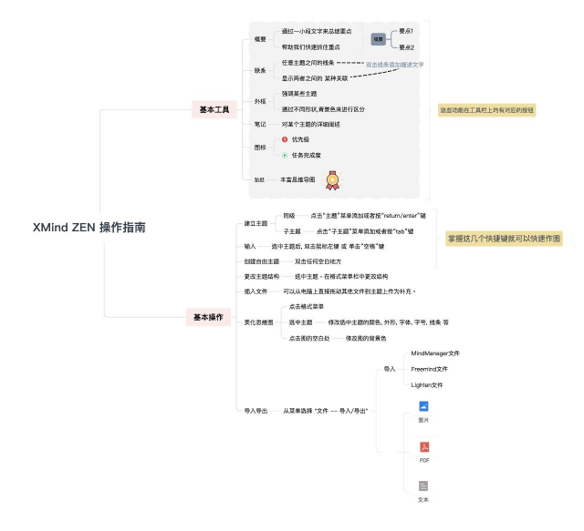 XMind ZEN 操作指南
基本工具
概要
通过一小段文字来总结要点
帮助我们快速抓住重点
概要
要点1
要点2
联系
任意主题之间的线条
显示两者之间的 某种关联
双击线条添加描述文字
外框
强调某些主题
通过不同形状,背景色来进行区分
笔记
对某个主题的详细阐述
图标
优先级
任务完成度
贴纸
丰富思维导图
这些功能在工具栏上均有对应的按钮
基本操作
建立主题
同级
点击“主题”菜单添加或者按“return/enter”键
子主题
点击“子主题”菜单添加或者按“tab”键
掌握这几个快捷键就可以快速作图
输入
选中主题后, 双击鼠标左键 或 单击“空格”键
创建自由主题
双击任何空白地方
更改主题结构
选中主题 - 在格式菜单栏中更改结构
插入文件
可以从电脑上直接拖动其他文件到主题上作为补充。
美化思维图
点击格式菜单
选中主题
修改选中主题的颜色, 外形, 字体, 字号, 线条 等
点击图的空白处
修改图的背景色
导入导出
从菜单选择 “文件 -- 导入/导出”
导入
MindManager文件
Freemind文件
Lighten文件
图片
PDF
文本